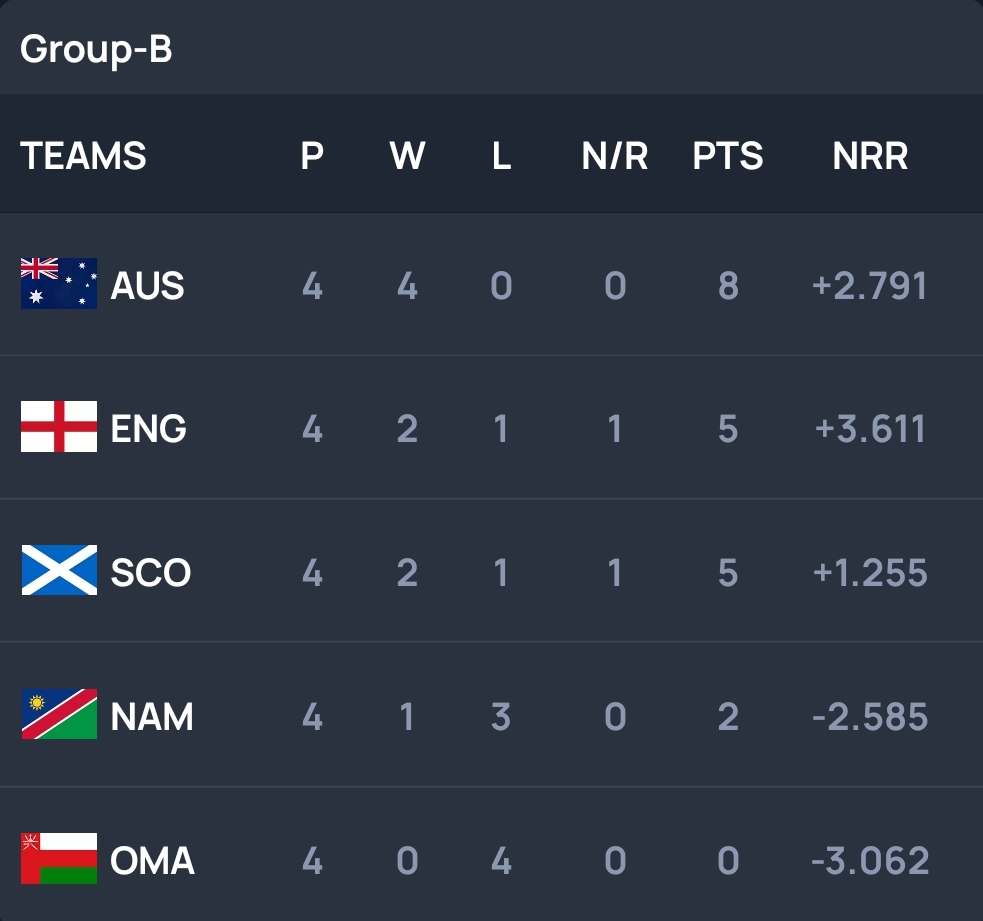 Group-B
TEAMS P W L N/R PTS NRR
AUS 4 4 0 0 8 +2.791
ENG 4 2 1 1 5 +3.611
SCO 4 2 1 1 5 +1.255
NAM 4 1 3 0 2 -2.585
OMA 4 0 4 0 0 -3.062